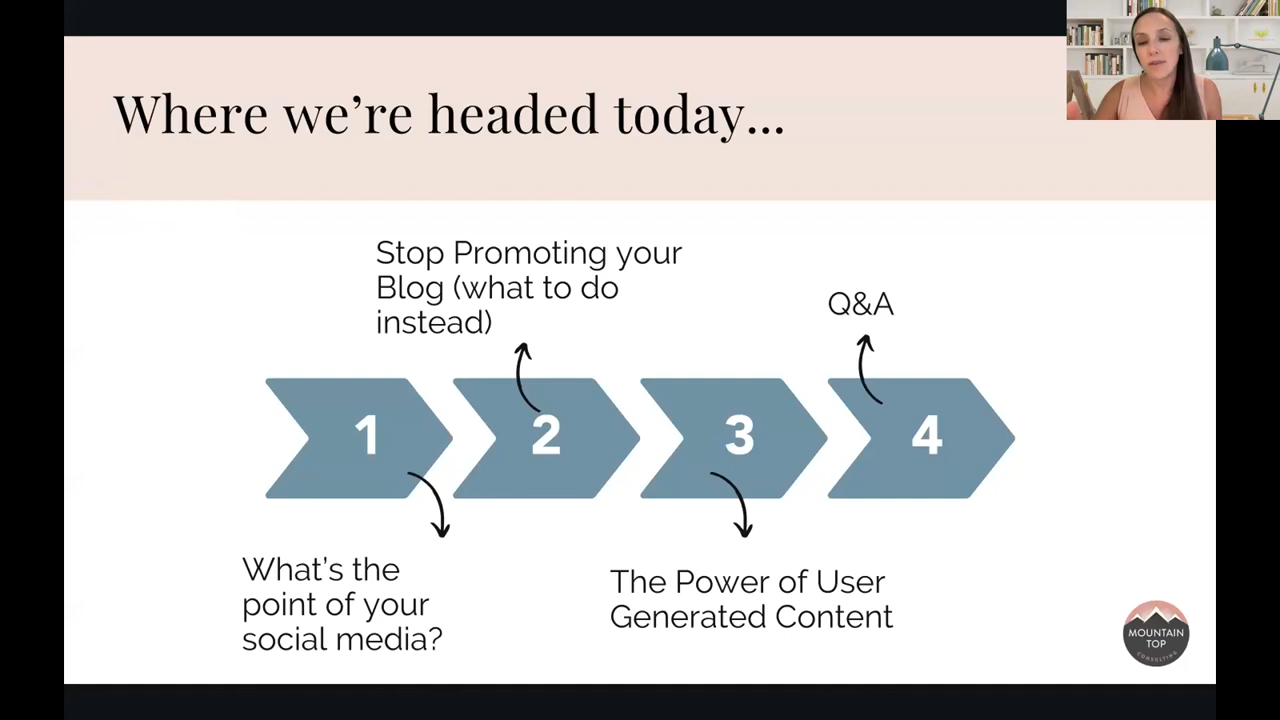 Where we’re headed today...
Stop Promoting your
Blog (what to do
instead)
Q&A
1
2
3
4
What’s the
point of your
social media?
The Power of User
Generated Content
MOUNTAIN
TOP
CONSULTING